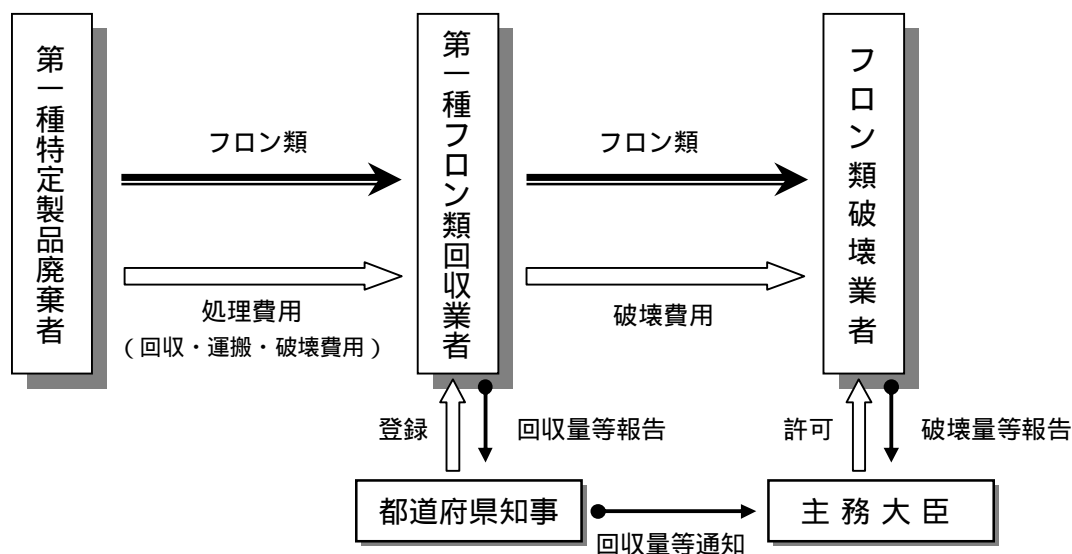 第一種特定製品廃棄者
フロン類
処理費用
(回収・運搬・破壊費用)
第一種フロン類回収業者
フロン類
破壊費用
フロン類破壊業者
登録
回収量等報告
許可
破壊量等報告
都道府県知事
回収量等通知
主務大臣